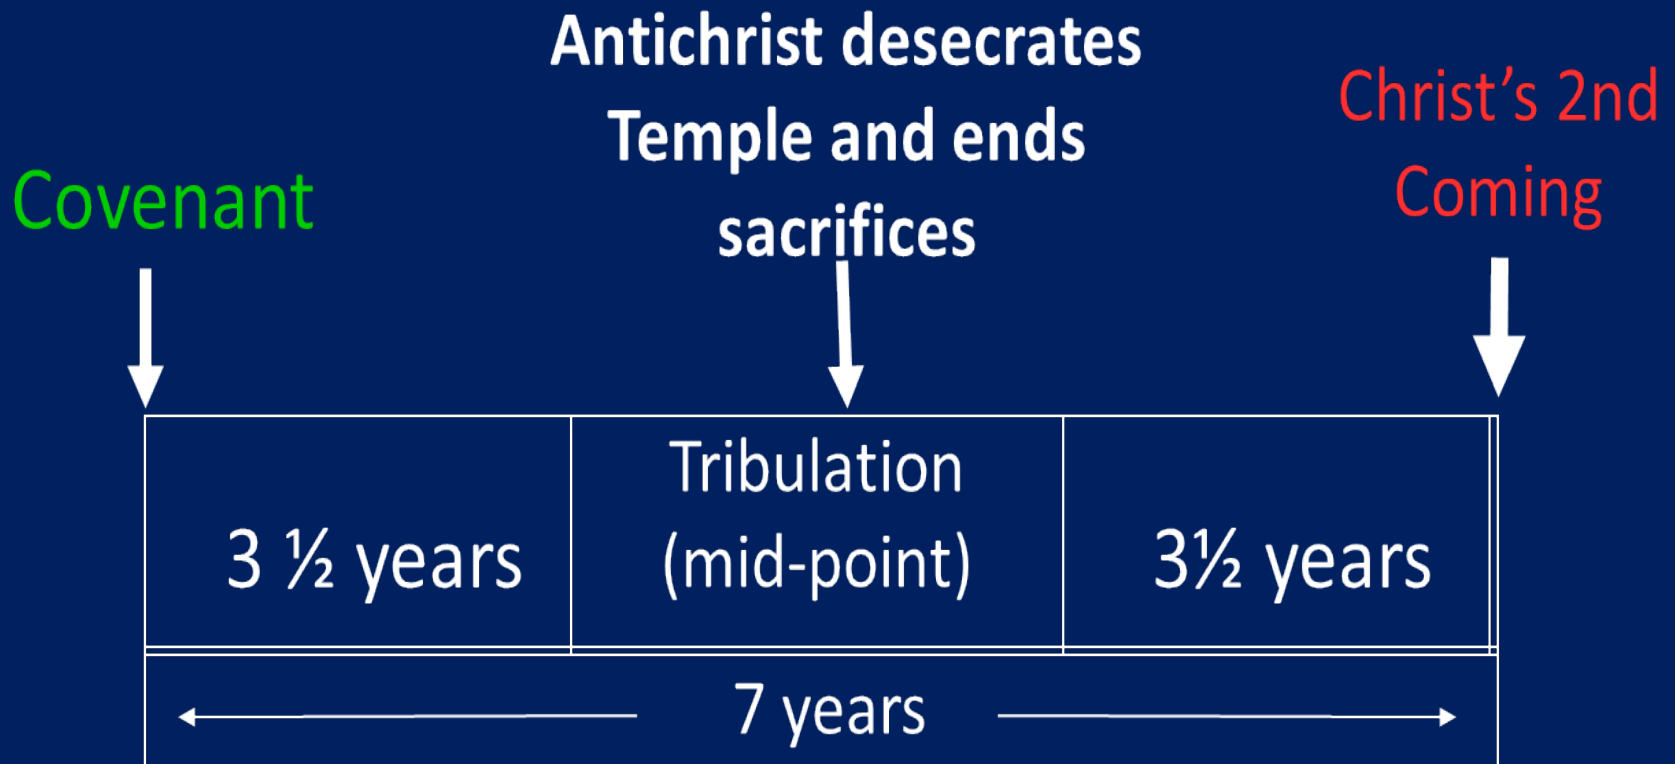 Antichrist desecrates
Temple and ends
sacrifices
Christ’s 2nd
Coming
Covenant
3 ½ years
Tribulation
(mid-point)
3½ years
7 years